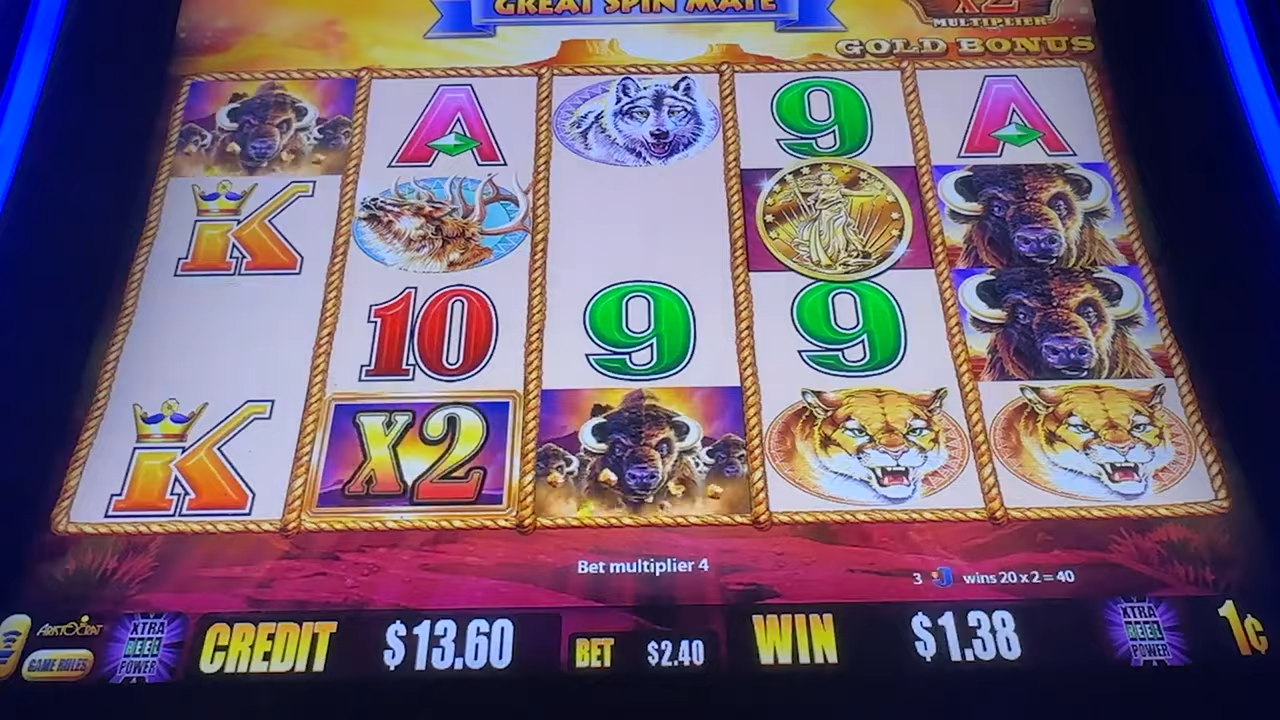 GREAT SPIN MATE
X2
MULTIPLIER
GOLD BONUS
A
9
A
K
10
9
9
K
X2
Bet multiplier 4
3 J wins 20 x 2 = 40
ARISTOCRAT
GAME RULES
XTRA
REEL
POWER
CREDIT $13.60
BET $2.40
WIN $1.38
XTRA
REEL
POWER
1¢